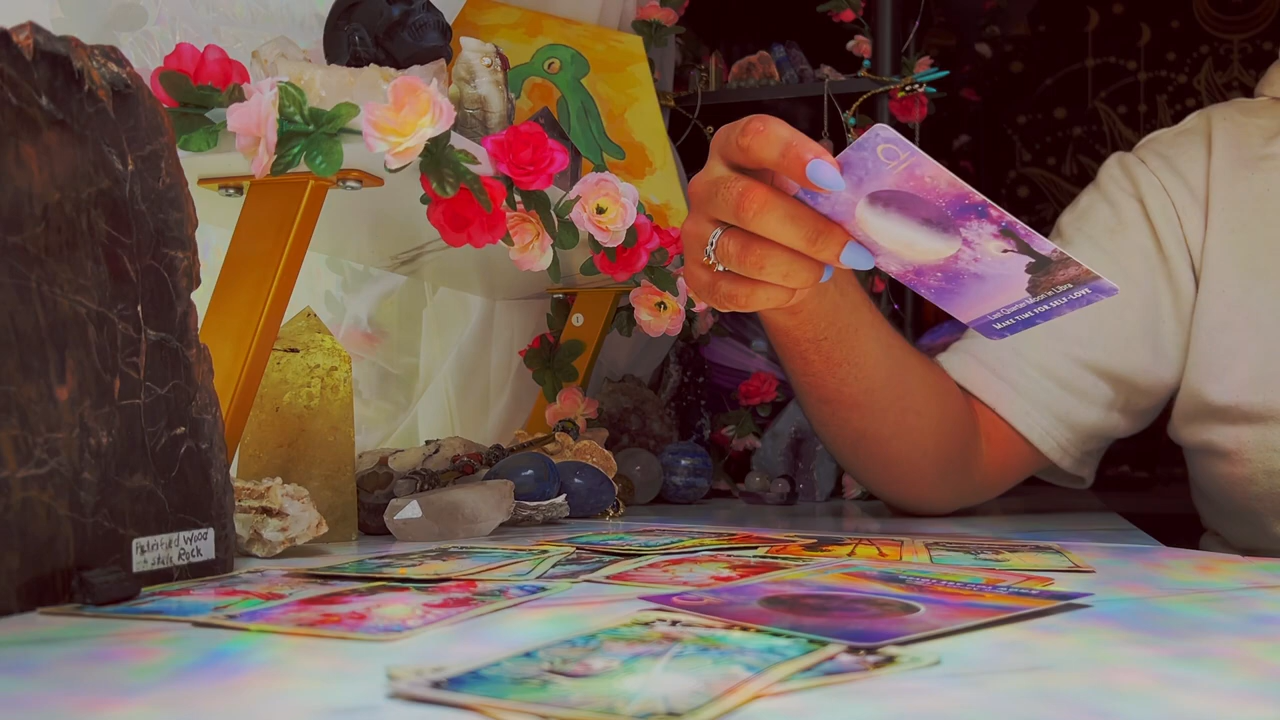 Last Quarter Moon in Libra
MAKE TIME FOR SELF-LOVE
Petrified Wood
State Rock